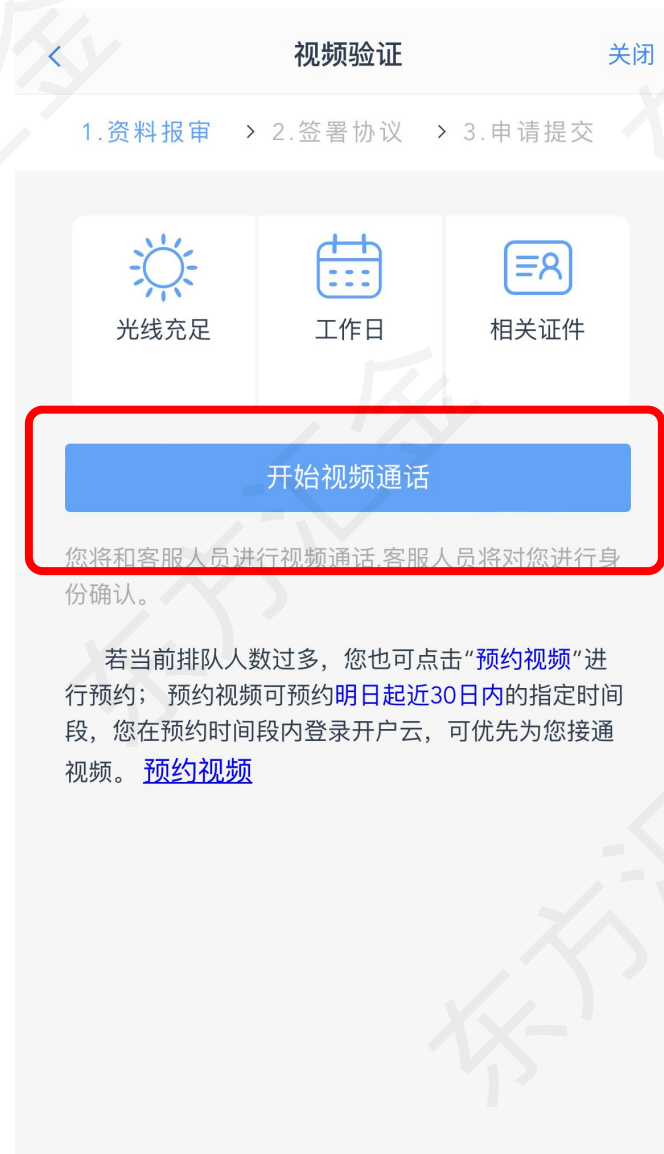 视频验证
关闭
1.资料报审 > 2.签署协议 > 3.申请提交
光线充足
工作日
相关证件
开始视频通话
您将和客服人员进行视频通话,客服人员将对您进行身
份确认。
若当前排队人数过多，您也可点击“预约视频”进
行预约； 预约视频可预约明日起近30日内的指定时间
段，您在预约时间段内登录开户云，可优先为您接通
视频。 预约视频
东方汇金